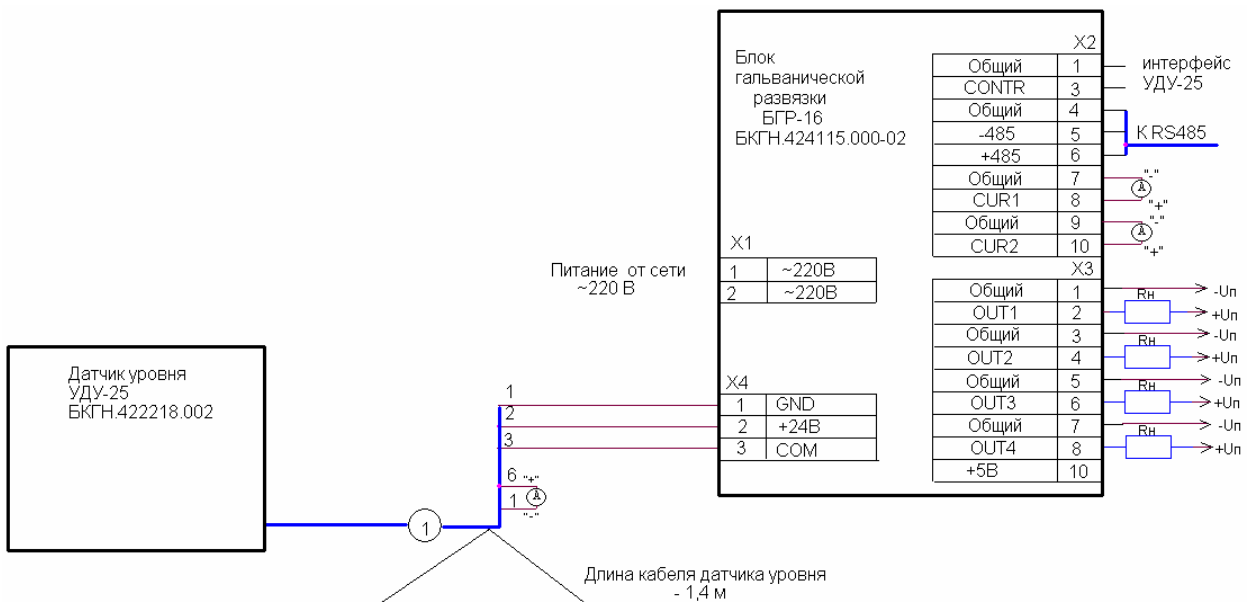 Блок
гальванической
развязки
БГР-16
БКГН.424115.000-02
X2
Общий 1
CONTR 3
Общий 4
-485 5
+485 6
Общий 7
CUR1 8
Общий 9
CUR2 10
интерфейс
УДУ-25
К RS485
"-"
A
"+"
"-"
A
"+"
X1
1 ~220В
2 ~220В
Питание от сети
~220 В
X3
Общий 1
OUT1 2
Общий 3
OUT2 4
Общий 5
OUT3 6
Общий 7
OUT4 8
+5В 10
-Uп
Rн
+Uп
-Uп
Rн
+Uп
-Uп
Rн
+Uп
-Uп
Rн
+Uп
Датчик уровня
УДУ-25
БКГН.422218.002
X4
1 GND
2 +24В
3 COM
1
2
3
6 "+"
A
1
"-"
1
Длина кабеля датчика уровня
- 1,4 м